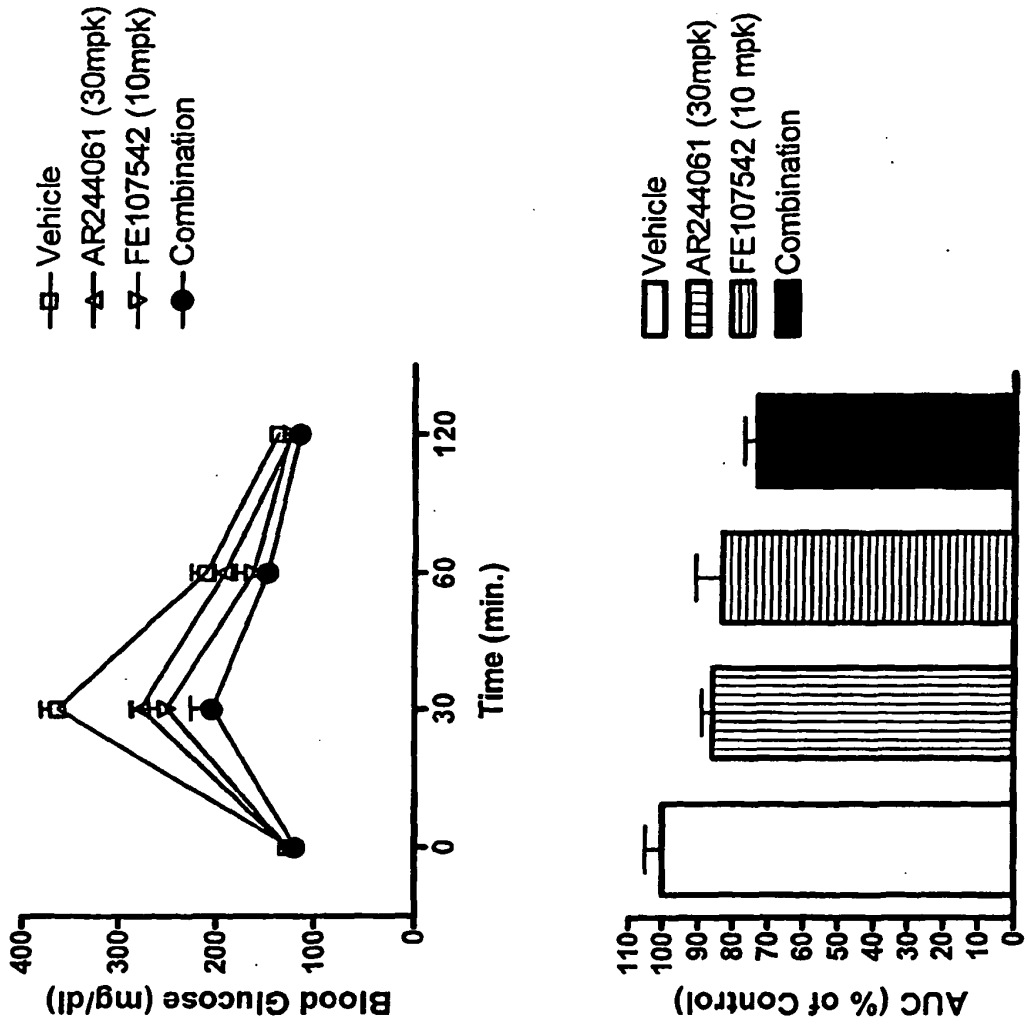 400
300
200
100
0
Blood Glucose (mg/dl)
0
30
60
120
Time (min.)
Vehicle
AR244061 (30mpk)
FE107542 (10mpk)
Combination
110
100
90
80
70
60
50
40
30
20
10
0
AUC (% of Control)
Vehicle
AR244061 (30mpk)
FE107542 (10 mpk)
Combination